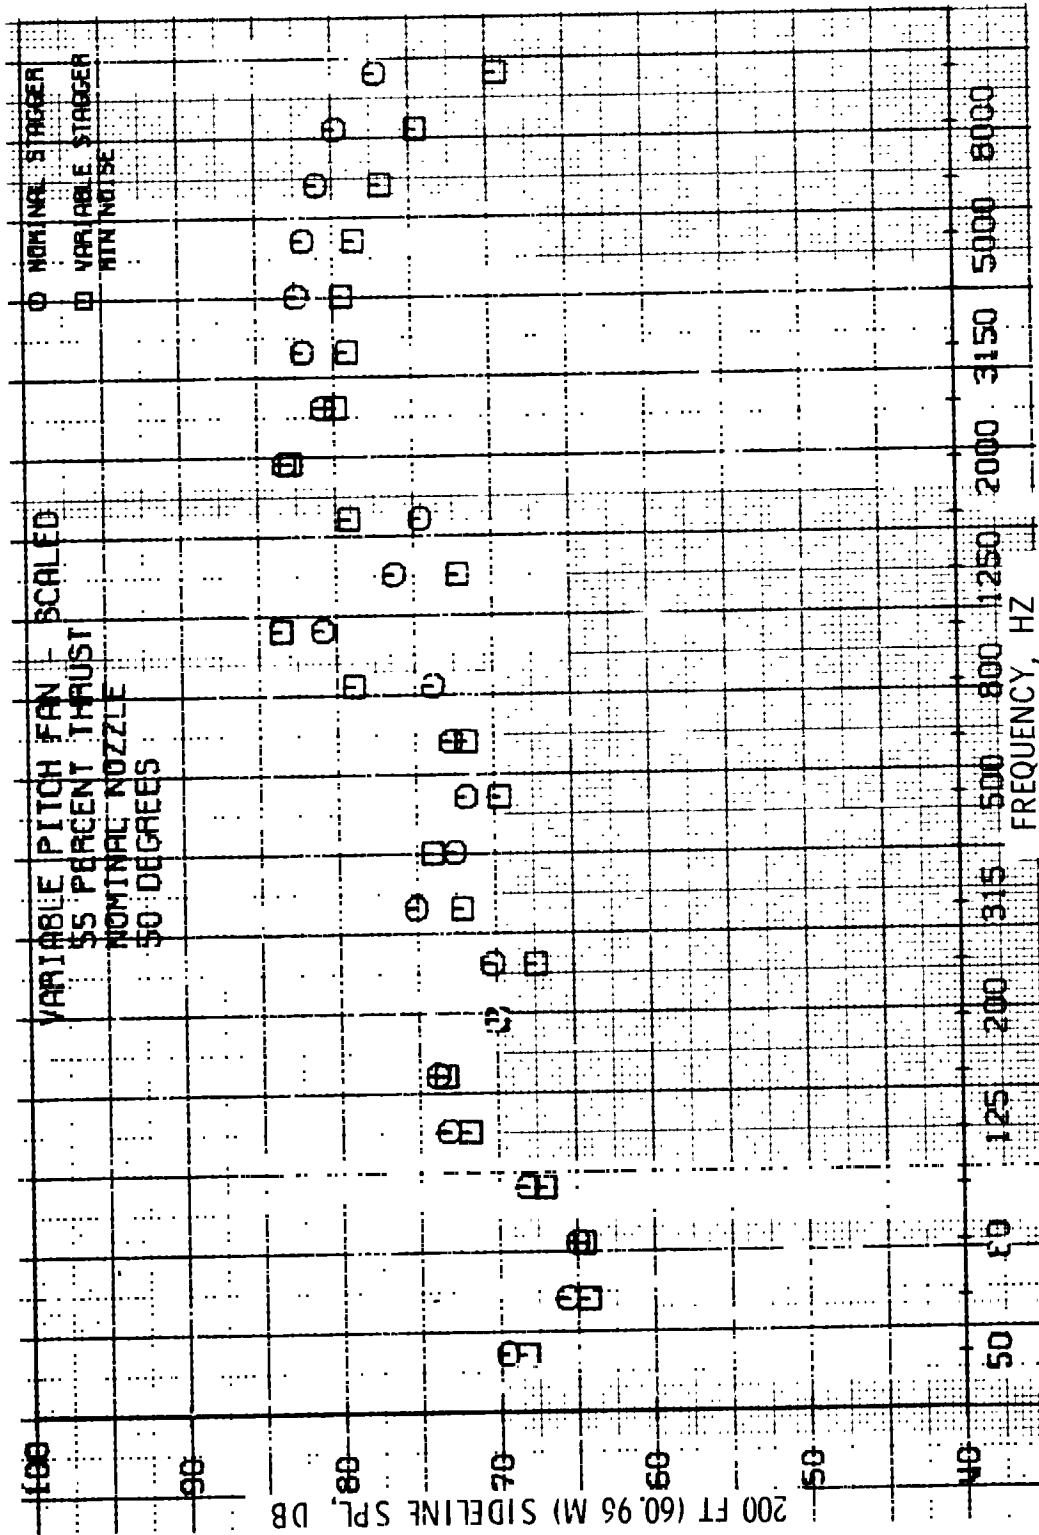 VARIABLE PITCH FAN - SCALED
55 PERCENT THRUST
NOMINAL NOZZLE
50 DEGREES
NOMINAL STAGGER
VARIABLE STAGGER
MINNOISE
100
90
80
70
60
50
40
200 FT (60.96 M) SIDELINE SPL, DB
50
80
125
200
315
500
800
1250
2000
3150
5000
8000
FREQUENCY, HZ